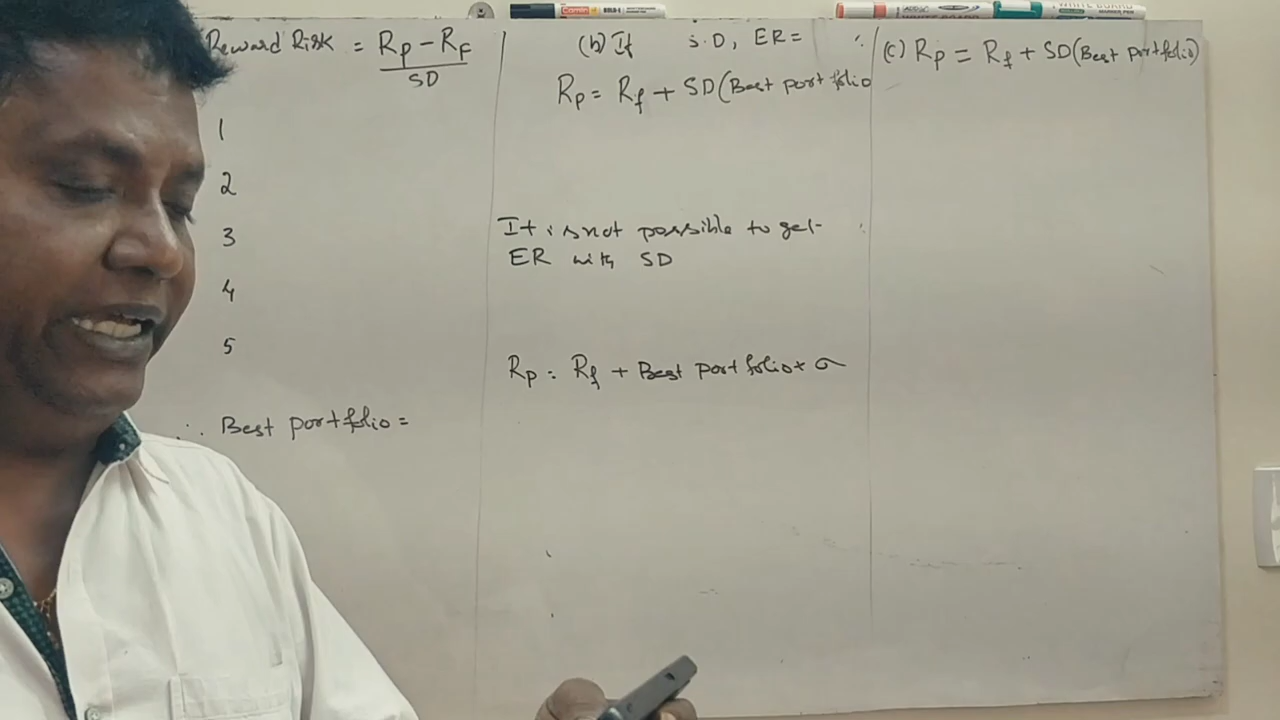 Reward Risk = Rp - RF
SD
1
2
3
4
5
∴ Best portfolio =
(b) If S.D, ER =
Rp = Rf + SD(Best portfolio
It is not possible to get
ER with SD
Rp = Rf + Best portfolio x σ
(c) Rp = Rf + SD(Best portfolio)
Camlin